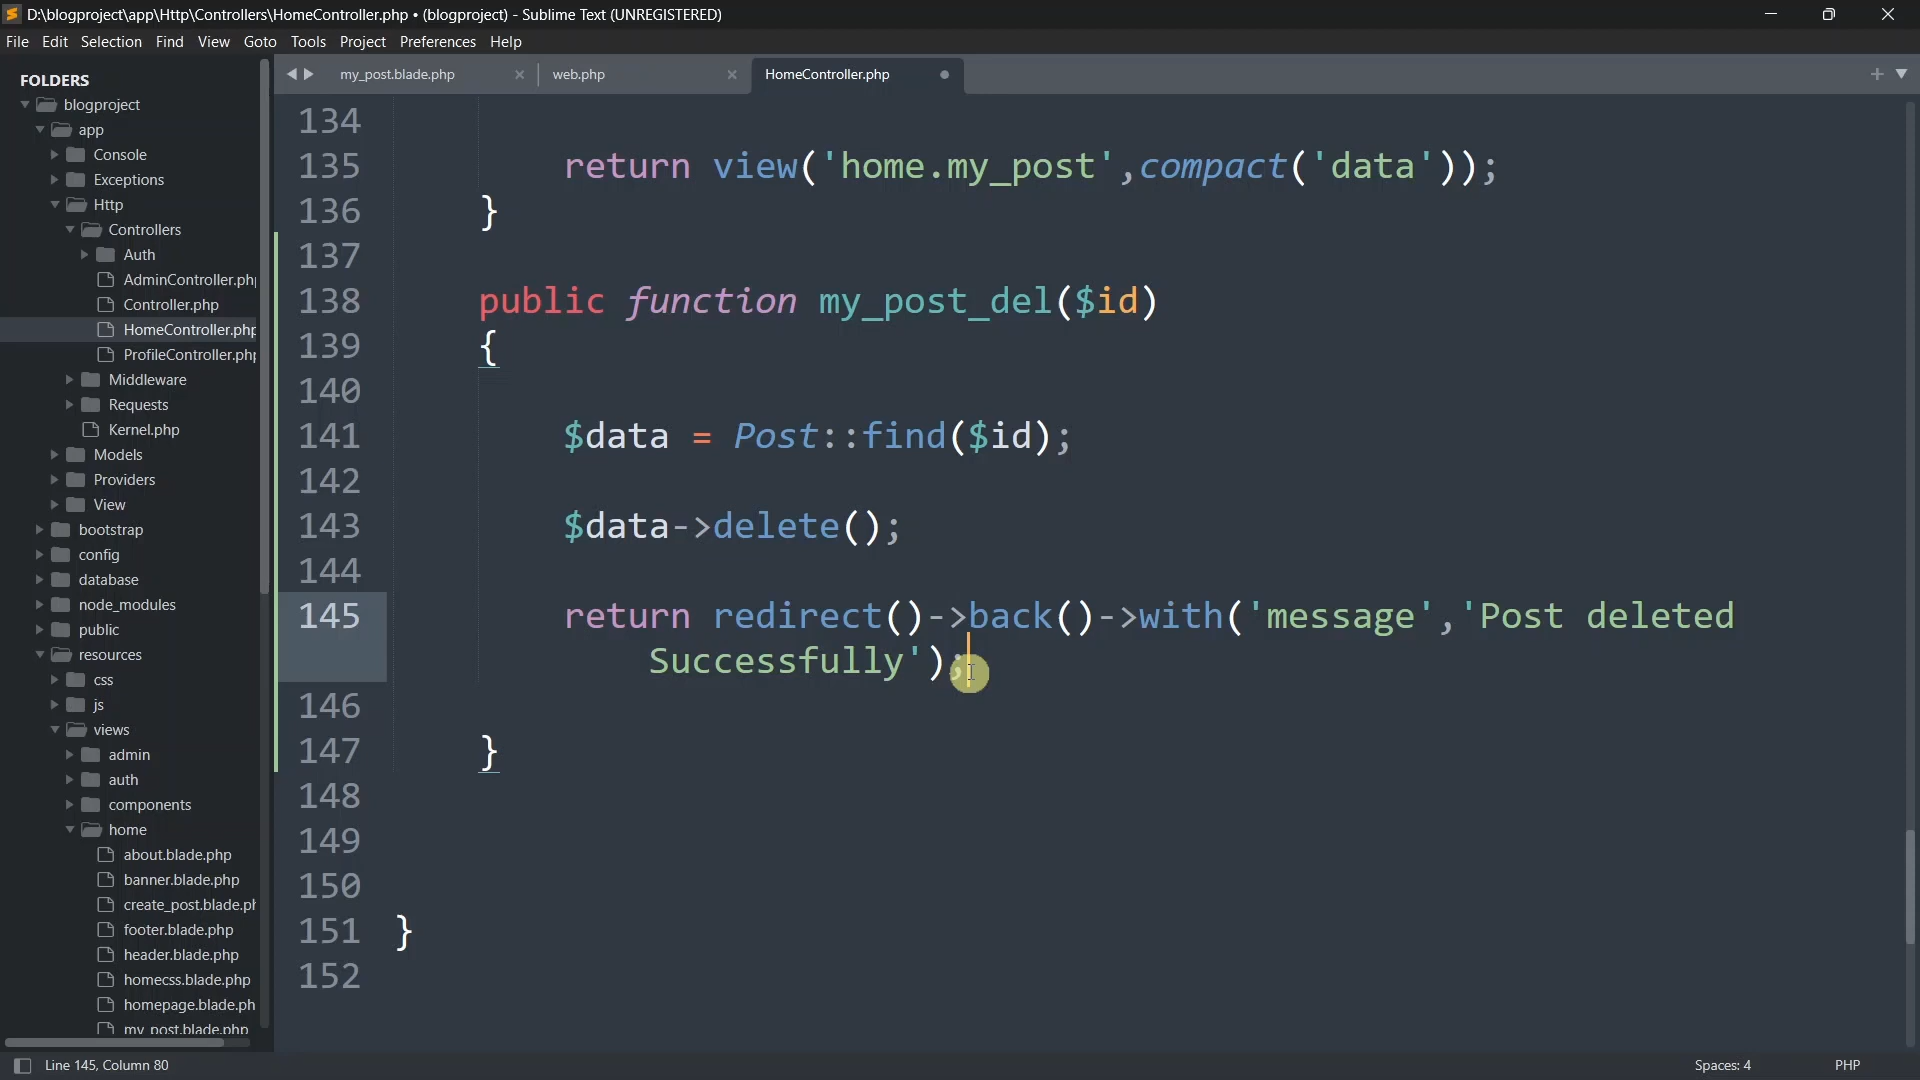 D:\blogproject\app\Http\Controllers\HomeController.php • (blogproject) - Sublime Text (UNREGISTERED)
File Edit Selection Find View Goto Tools Project Preferences Help
FOLDERS
blogproject
app
Console
Exceptions
Http
Controllers
Auth
AdminController.php
Controller.php
HomeController.php
ProfileController.php
Middleware
Requests
Kernel.php
Models
Providers
View
bootstrap
config
database
node_modules
public
resources
css
js
views
admin
auth
components
home
about.blade.php
banner.blade.php
create_post.blade.ph
footer.blade.php
header.blade.php
homecss.blade.php
homepage.blade.ph
my_post.blade.php
my_post.blade.php web.php HomeController.php
134
135 return view('home.my_post',compact('data'));
136 }
137
138 public function my_post_del($id)
139 {
140
141 $data = Post::find($id);
142
143 $data->delete();
144
145 return redirect()->back()->with('message','Post deleted
Successfully');
146
147 }
148
149
150
151 }
152
Line 145, Column 80 Spaces: 4 PHP